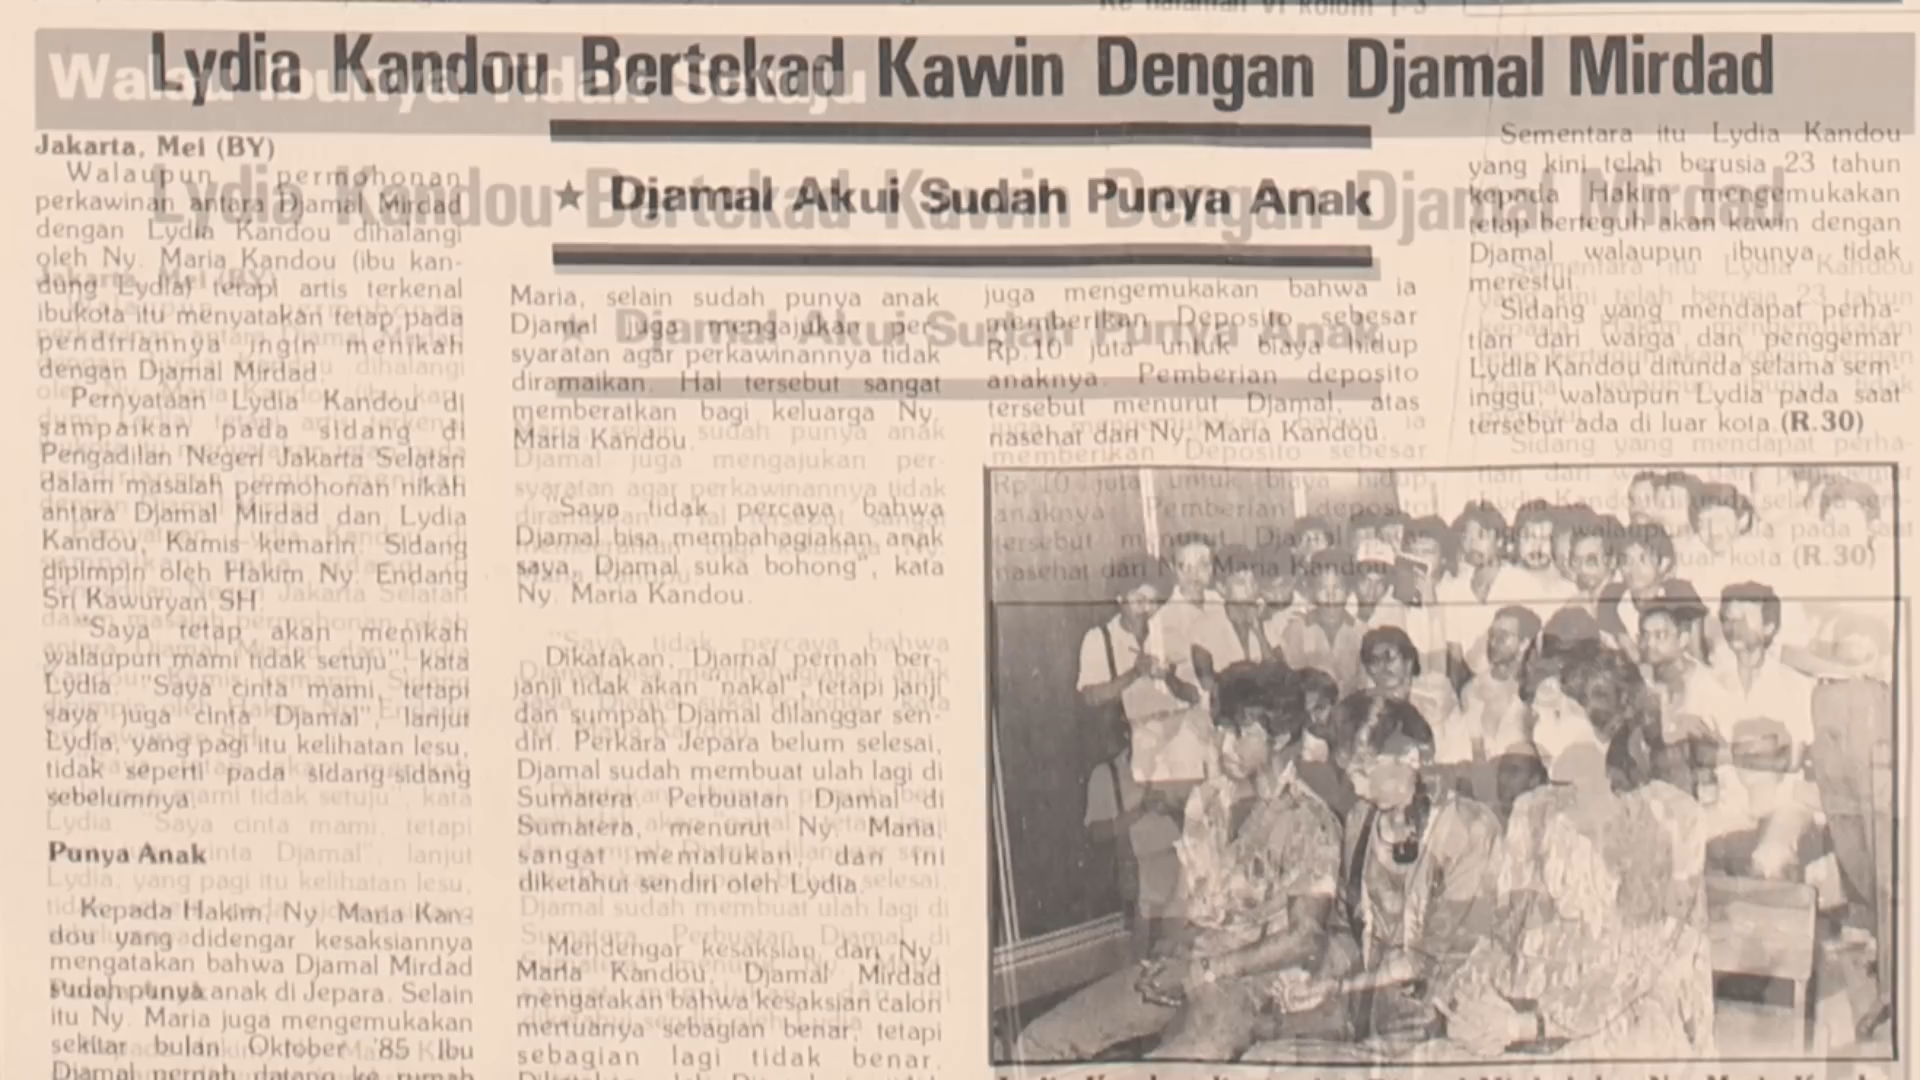 Ke halaman VI kolom 1-3
Walau Ibunya Tidak Setuju
Lydia Kandou Bertekad Kawin Dengan Djamal Mirdad
★ Djamal Akui Sudah Punya Anak
Jakarta, Mei (BY)
Walaupun permohonan
perkawinan antara Djamal Mirdad
dengan Lydia Kandou dihalangi
oleh Ny. Maria Kandou (ibu kan-
dung Lydia) tetapi artis terkenal
ibukota itu menyatakan tetap pada
pendiriannya ingin menikah
dengan Djamal Mirdad.
Pernyataan Lydia Kandou di
sampaikan pada sidang di
Pengadilan Negeri Jakarta Selatan
dalam masalah permohonan nikah
antara Djamal Mirdad dan Lydia
Kandou, Kamis kemarin. Sidang
dipimpin oleh Hakim Ny. Endang
Sri Kawuryan SH.
"Saya tetap akan menikah
walaupun mami tidak setuju" kata
Lydia. "Saya cinta mami, tetapi
saya juga cinta Djamal", lanjut
Lydia, yang pagi itu kelihatan lesu,
tidak seperti pada sidang-sidang
sebelumnya.
Punya Anak
Kepada Hakim, Ny. Maria Kan-
dou yang didengar kesaksiannya
mengatakan bahwa Djamal Mirdad
sudah punya anak di Jepara. Selain
itu Ny. Maria juga mengemukakan
sekitar bulan Oktober '85 Ibu
Djamal pernah datang ke rumah
Maria, selain sudah punya anak
Djamal juga mengajukan per-
syaratan agar perkawinannya tidak
diramaikan. Hal tersebut sangat
memberatkan bagi keluarga Ny.
Maria Kandou.
"Saya tidak percaya bahwa
Djamal bisa membahagiakan anak
saya, Djamal suka bohong", kata
Ny. Maria Kandou.
Dikatakan, Djamal pernah ber-
janji tidak akan "nakal", tetapi janji
dan sumpah Djamal dilanggar sen-
diri. Perkara Jepara belum selesai,
Djamal sudah membuat ulah lagi di
Sumatera. Perbuatan Djamal di
Sumatera, menurut Ny. Maria,
sangat memalukan, dan ini
diketahui sendiri oleh Lydia.
Mendengar kesaksian dari Ny.
Maria Kandou, Djamal Mirdad
mengatakan bahwa kesaksian calon
mertuanya sebagian benar, tetapi
sebagian lagi tidak benar.
juga mengemukakan bahwa ia
memberikan Deposito sebesar
Rp.10 juta untuk biaya hidup
anaknya. Pemberian deposito
tersebut menurut Djamal, atas
nasehat dari Ny. Maria Kandou.
Sementara itu Lydia Kandou
yang kini telah berusia 23 tahun
kepada Hakim mengemukakan
tetap berteguh akan kawin dengan
Djamal walaupun ibunya tidak
merestui.
Sidang yang mendapat perha-
tian dari warga dan penggemar
Lydia Kandou ditunda selama sem-
inggu, walaupun Lydia pada saat
tersebut ada di luar kota. (R.30)